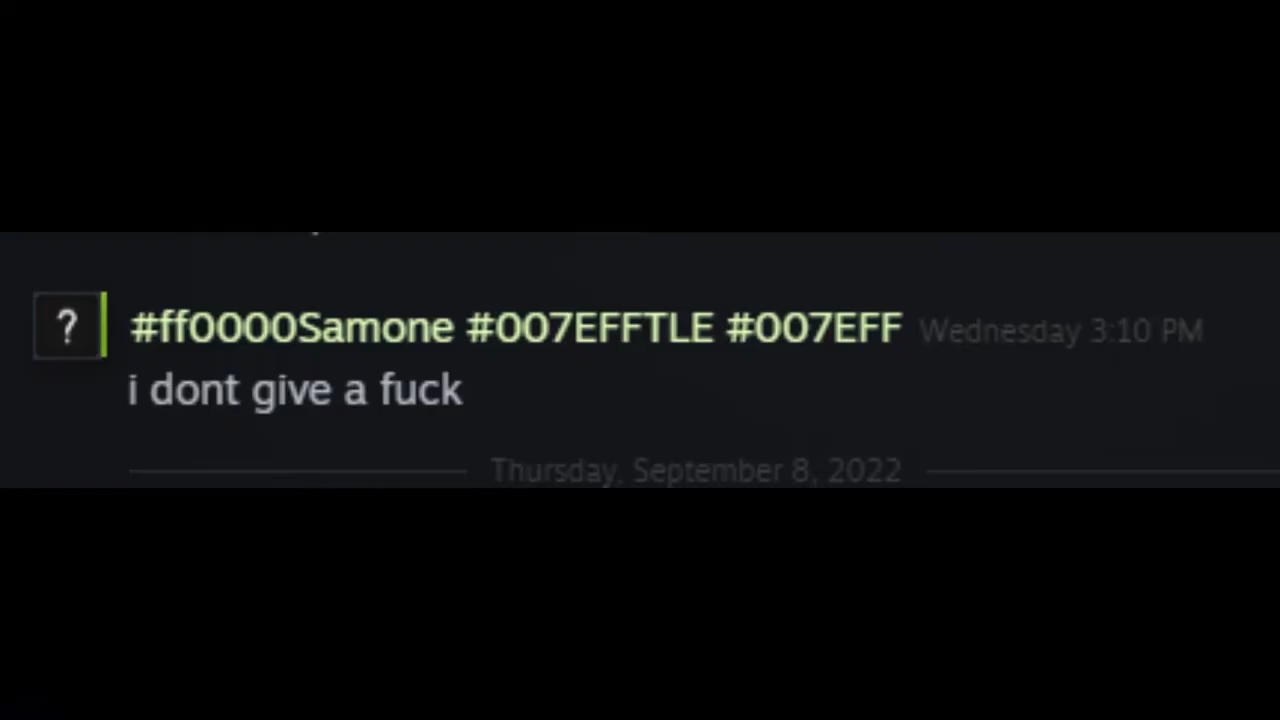 ?
#ff0000Samone #007EFFTLE #007EFF Wednesday 3:10 PM
i dont give a fuck
Thursday, September 8, 2022